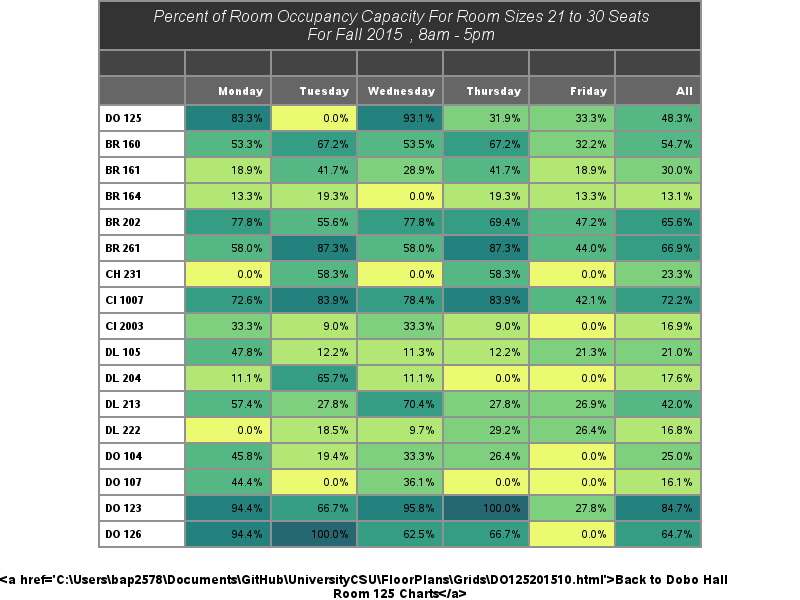 Percent of Room Occupancy Capacity For Room Sizes 21 to 30 Seats
For Fall 2015 , 8am - 5pm
Monday Tuesday Wednesday Thursday Friday All
DO 125 83.3% 0.0% 93.1% 31.9% 33.3% 48.3%
BR 160 53.3% 67.2% 53.5% 67.2% 32.2% 54.7%
BR 161 18.9% 41.7% 28.9% 41.7% 18.9% 30.0%
BR 164 13.3% 19.3% 0.0% 19.3% 13.3% 13.1%
BR 202 77.8% 55.6% 77.8% 69.4% 47.2% 65.6%
BR 261 58.0% 87.3% 58.0% 87.3% 44.0% 66.9%
CH 231 0.0% 58.3% 0.0% 58.3% 0.0% 23.3%
CI 1007 72.6% 83.9% 78.4% 83.9% 42.1% 72.2%
CI 2003 33.3% 9.0% 33.3% 9.0% 0.0% 16.9%
DL 105 47.8% 12.2% 11.3% 12.2% 21.3% 21.0%
DL 204 11.1% 65.7% 11.1% 0.0% 0.0% 17.6%
DL 213 57.4% 27.8% 70.4% 27.8% 26.9% 42.0%
DL 222 0.0% 18.5% 9.7% 29.2% 26.4% 16.8%
DO 104 45.8% 19.4% 33.3% 26.4% 0.0% 25.0%
DO 107 44.4% 0.0% 36.1% 0.0% 0.0% 16.1%
DO 123 94.4% 66.7% 95.8% 100.0% 27.8% 84.7%
DO 126 94.4% 100.0% 62.5% 66.7% 0.0% 64.7%
<a href='C:\Users\bap2578\Documents\GitHub\UniversityCSU\FloorPlans\Grids\DO125201510.html'>Back to Dobo Hall
Room 125 Charts</a>